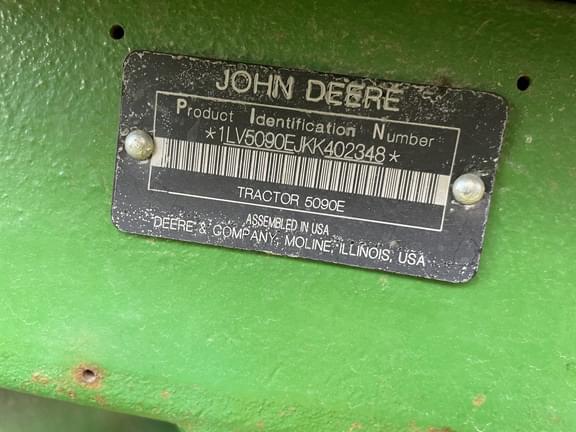 JOHN DEERE
Product Identification Number
*1LV5090EJKK402348*
TRACTOR 5090E
ASSEMBLED IN USA
DEERE & COMPANY, MOLINE, ILLINOIS, USA